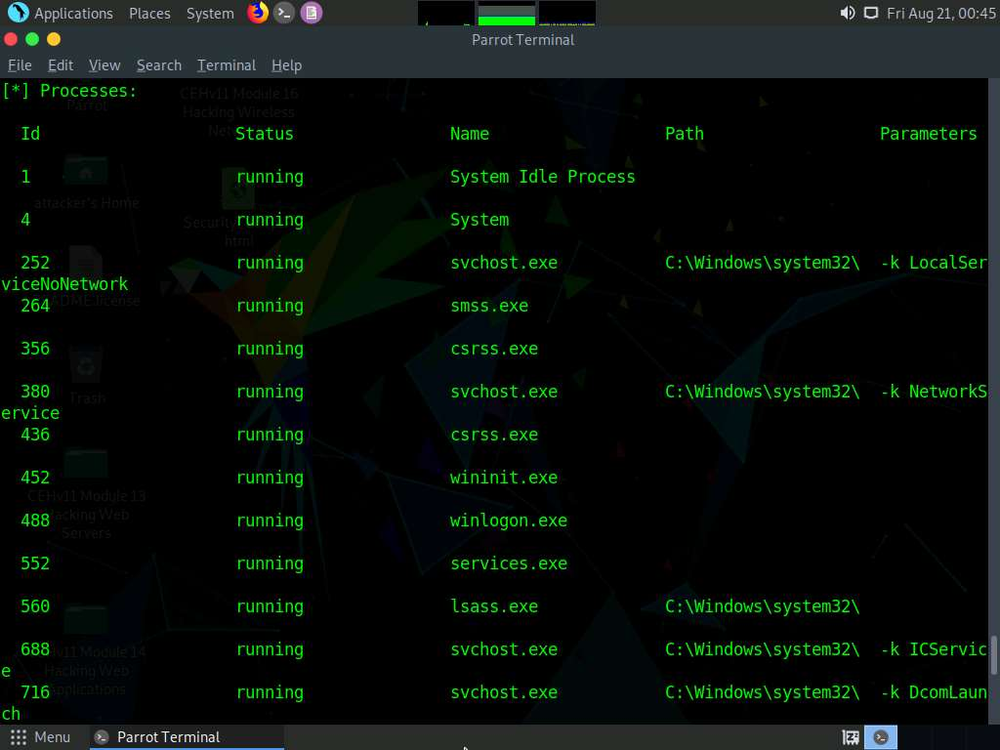 Applications Places System Fri Aug 21, 00:45
Parrot Terminal
File Edit View Search Terminal Help
[*] Processes:
Id Status Name Path Parameters
1 running System Idle Process
4 running System
252 running svchost.exe C:\Windows\system32\ -k LocalSer
viceNoNetwork
264 running smss.exe
356 running csrss.exe
380 running svchost.exe C:\Windows\system32\ -k NetworkS
ervice
436 running csrss.exe
452 running wininit.exe
488 running winlogon.exe
552 running services.exe
560 running lsass.exe C:\Windows\system32\
688 running svchost.exe C:\Windows\system32\ -k ICServic
e
716 running svchost.exe C:\Windows\system32\ -k DcomLaun
ch
Parrot
CEHv11 Module 16
Hacking Wireless
attacker's Home
html
Trash
CEHv11 Module 13
Hacking Web
Servers
Module 14
Hacking Web
Applications
Menu Parrot Terminal